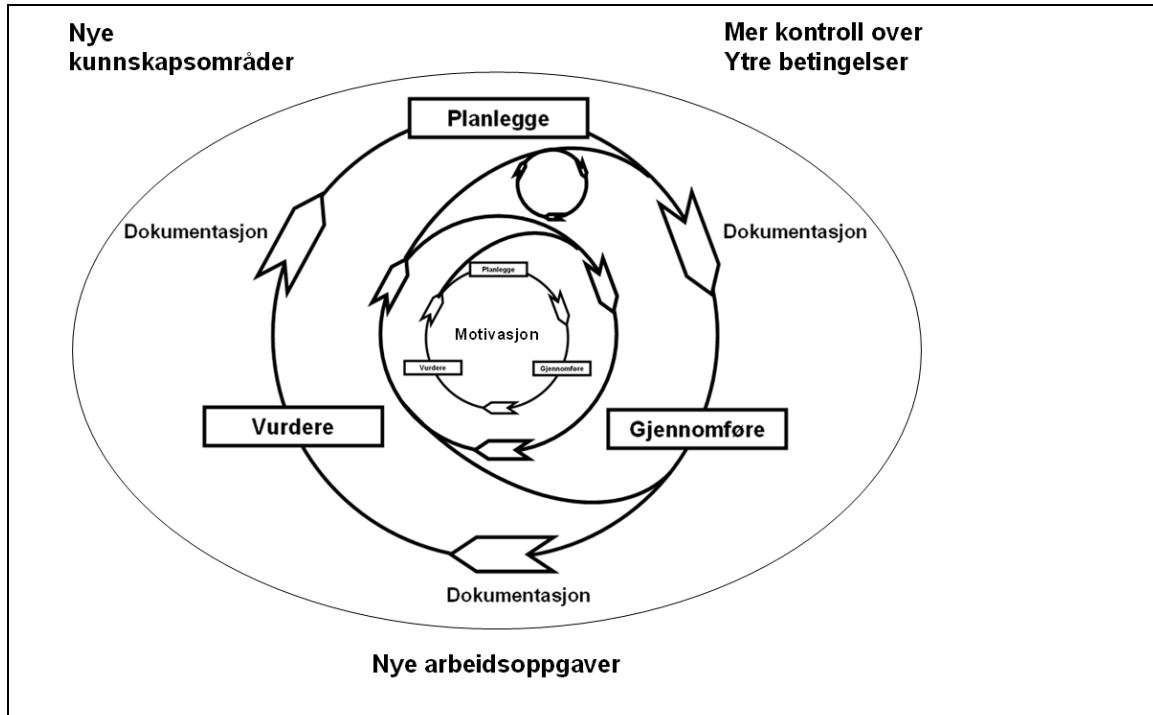 Nye
kunnskapsområder
Mer kontroll over
Ytre betingelser
Planlegge
Dokumentasjon
Dokumentasjon
Planlegge
Motivasjon
Vurdere
Gjennomføre
Vurdere
Gjennomføre
Dokumentasjon
Nye arbeidsoppgaver